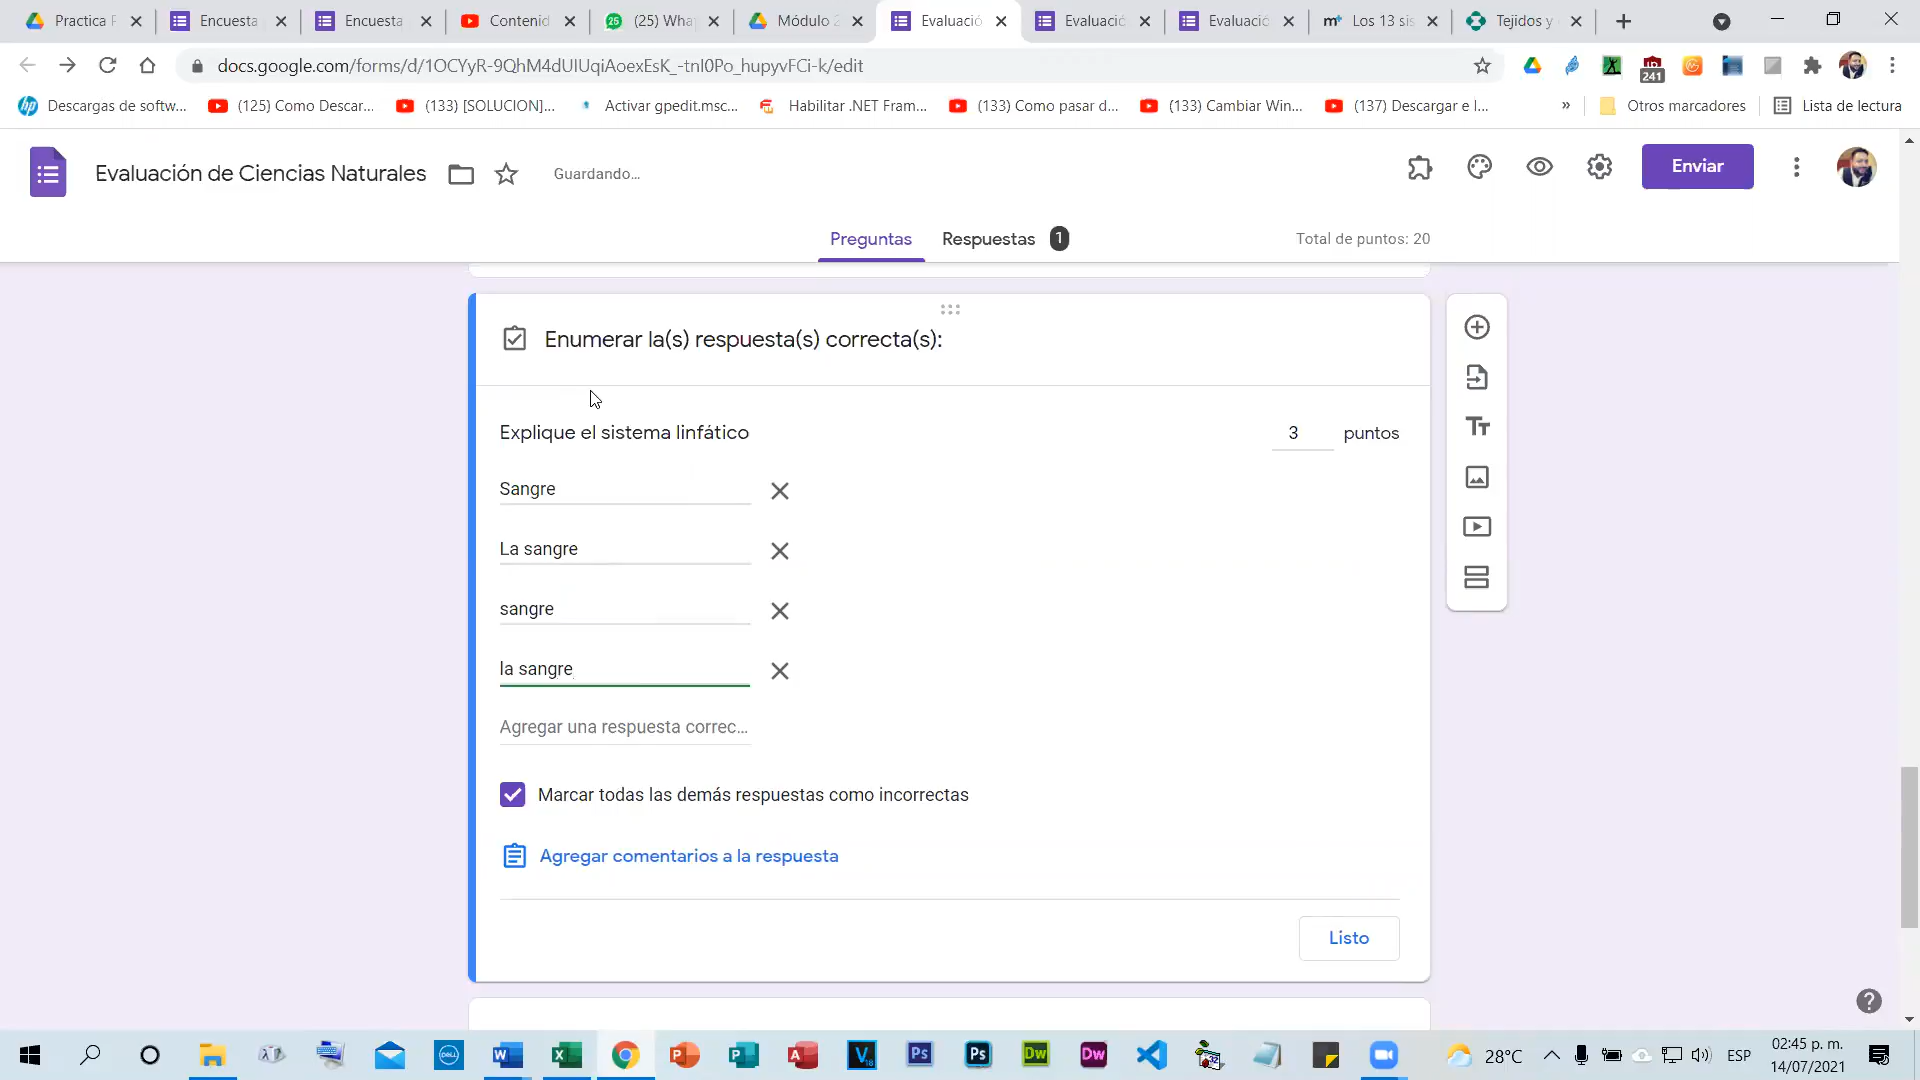 Practica P
Encuesta
Encuesta
Contenid
(25) Wha
Módulo 2
Evaluació
Evaluació
Evaluació
Los 13 sis
Tejidos y
docs.google.com/forms/d/1OCYyR-9QhM4dUIUqiAoexEsK_-tnI0Po_hupyvFCi-k/edit
241
Descargas de softw...
(125) Como Descar...
(133) [SOLUCION]...
Activar gpedit.msc...
Habilitar .NET Fram...
(133) Como pasar d...
(133) Cambiar Win...
(137) Descargar e I...
»
Otros marcadores
Lista de lectura
Evaluación de Ciencias Naturales
Guardando...
Enviar
Preguntas
Respuestas
1
Total de puntos: 20
Enumerar la(s) respuesta(s) correcta(s):
Explique el sistema linfático
3
puntos
Sangre
La sangre
sangre
la sangre
Agregar una respuesta correc...
Marcar todas las demás respuestas como incorrectas
Agregar comentarios a la respuesta
Listo
28°C
ESP
02:45 p. m.
14/07/2021